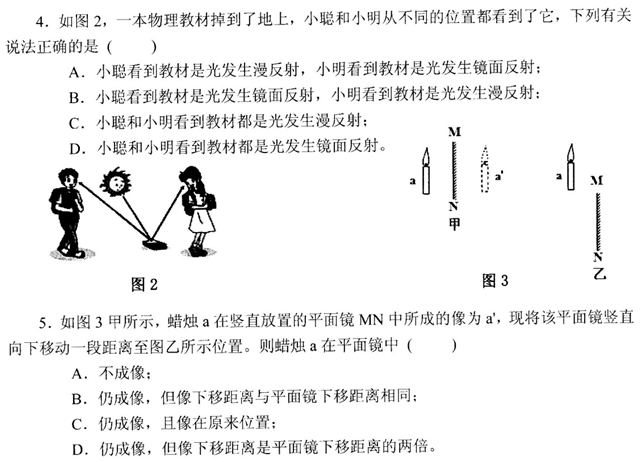 4．如图2，一本物理教材掉到了地上，小聪和小明从不同的位置都看到了它，下列有关
说法正确的是（　　）
A．小聪看到教材是光发生漫反射，小明看到教材是光发生镜面反射；
B．小聪看到教材是光发生镜面反射，小明看到教材是光发生漫反射；
C．小聪和小明看到教材都是光发生漫反射；
D．小聪和小明看到教材都是光发生镜面反射。
M
a
a'
N
甲
a
M
N
乙
图2
图3
5．如图3甲所示，蜡烛a在竖直放置的平面镜MN中所成的像为a'，现将该平面镜竖直
向下移动一段距离至图乙所示位置。则蜡烛a在平面镜中（　　）
A．不成像；
B．仍成像，但像下移距离与平面镜下移距离相同；
C．仍成像，且像在原来位置；
D．仍成像，但像下移距离是平面镜下移距离的两倍。